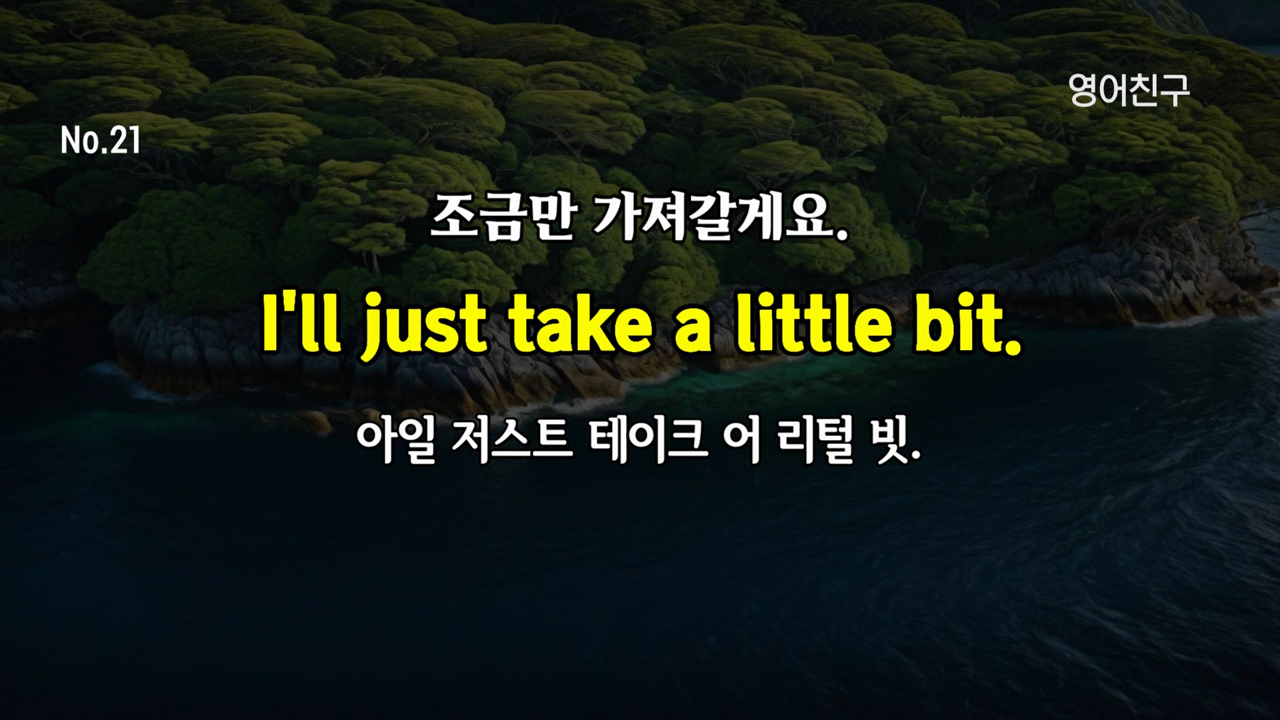 영어친구
No.21
조금만 가져갈게요.
I'll just take a little bit.
아일 저스트 테이크 어 리털 빗.